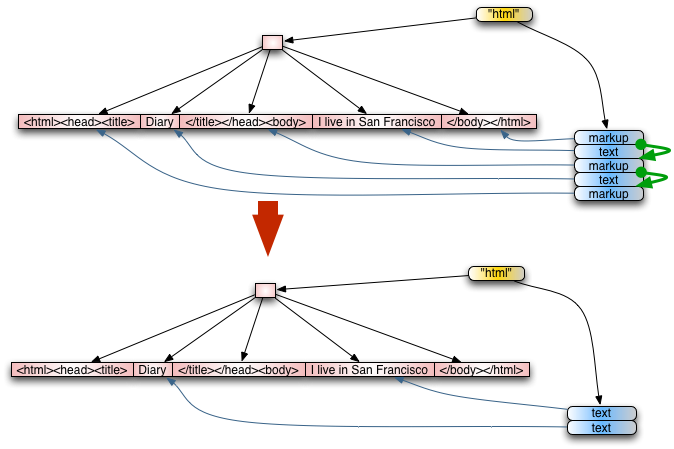 "html"
<html><head><title> Diary </title></head><body> I live in San Francisco </body></html>
markup
text
markup
text
markup
"html"
<html><head><title> Diary </title></head><body> I live in San Francisco </body></html>
text
text